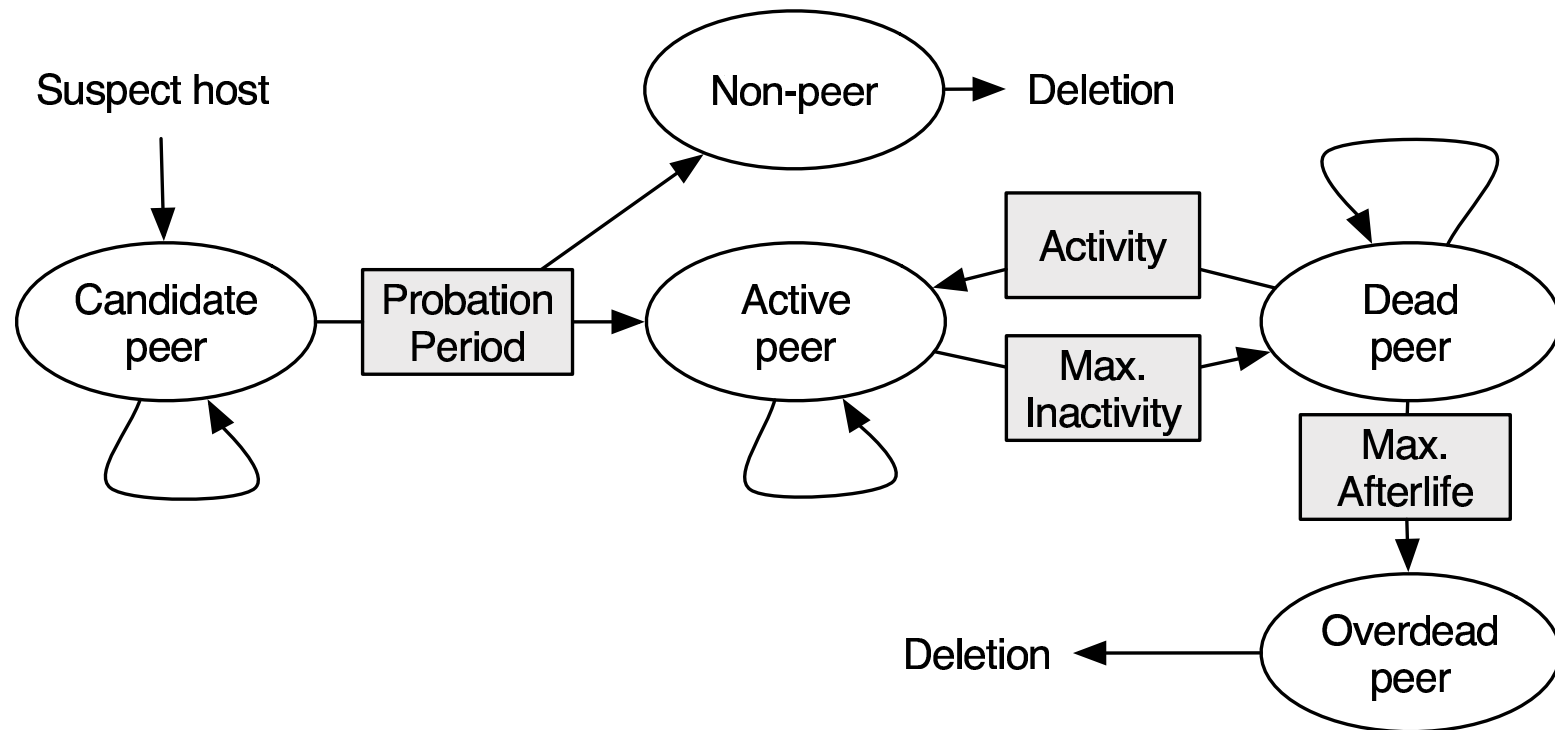 Suspect host
Non-peer
Deletion
Candidate
peer
Probation
Period
Active
peer
Activity
Max.
Inactivity
Dead
peer
Max.
Afterlife
Overdead
peer
Deletion